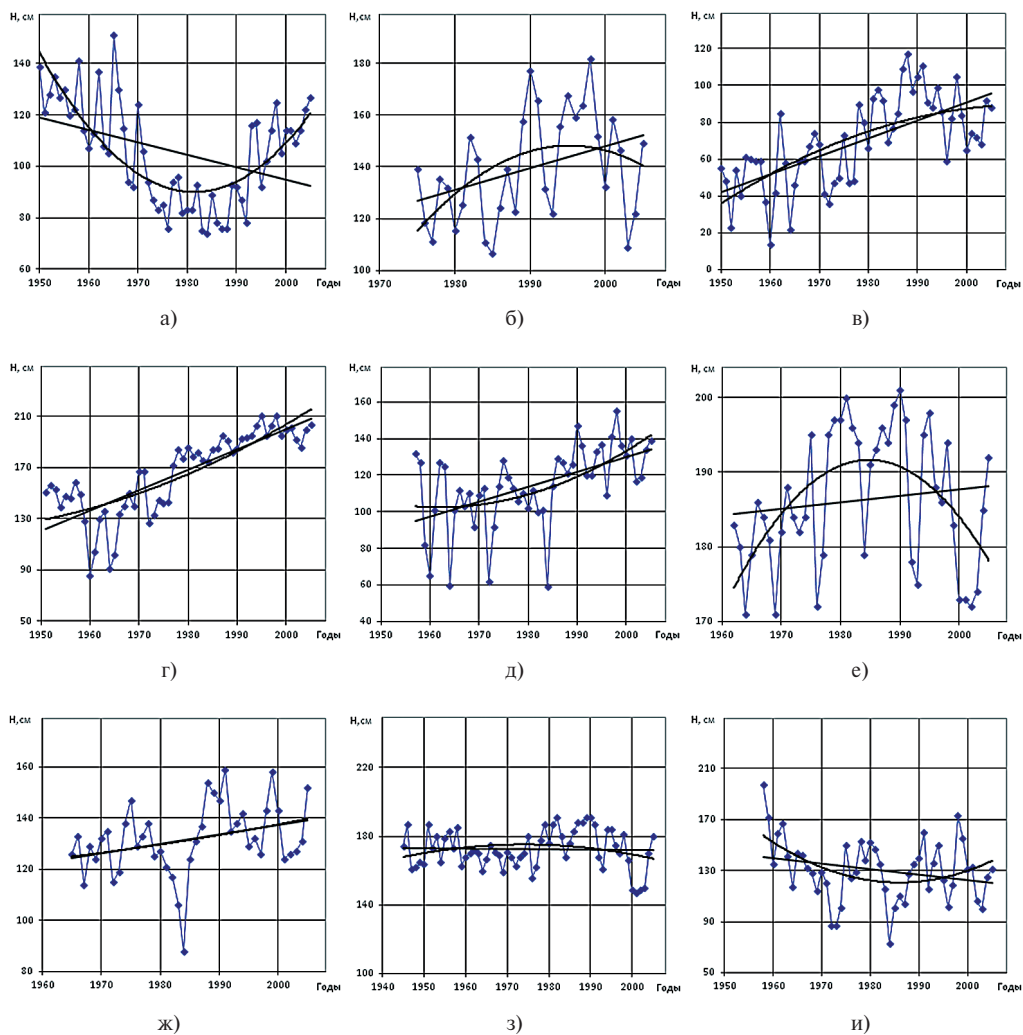 Н, см Н, см Н, см
140 120 100 80 60
1950 1960 1970 1980 1990 2000 Годы
а)
180 160 140 120 100
1970 1980 1990 2000 Годы
б)
120 100 80 60 40 20 0
1950 1960 1970 1980 1990 2000 Годы
в)
Н, см Н, см Н, см
210 170 130 90 50
1950 1960 1970 1980 1990 2000 Годы
г)
140 120 100 80 60 40
1950 1960 1970 1980 1990 2000 Годы
д)
200 190 180 170
1960 1970 1980 1990 2000 Годы
е)
Н, см Н, см Н, см
160 140 120 100 80
1960 1970 1980 1990 2000 Годы
ж)
220 180 140 100
1940 1950 1960 1970 1980 1990 2000 Годы
з)
210 170 130 90 50
1950 1960 1970 1980 1990 2000 Годы
и)